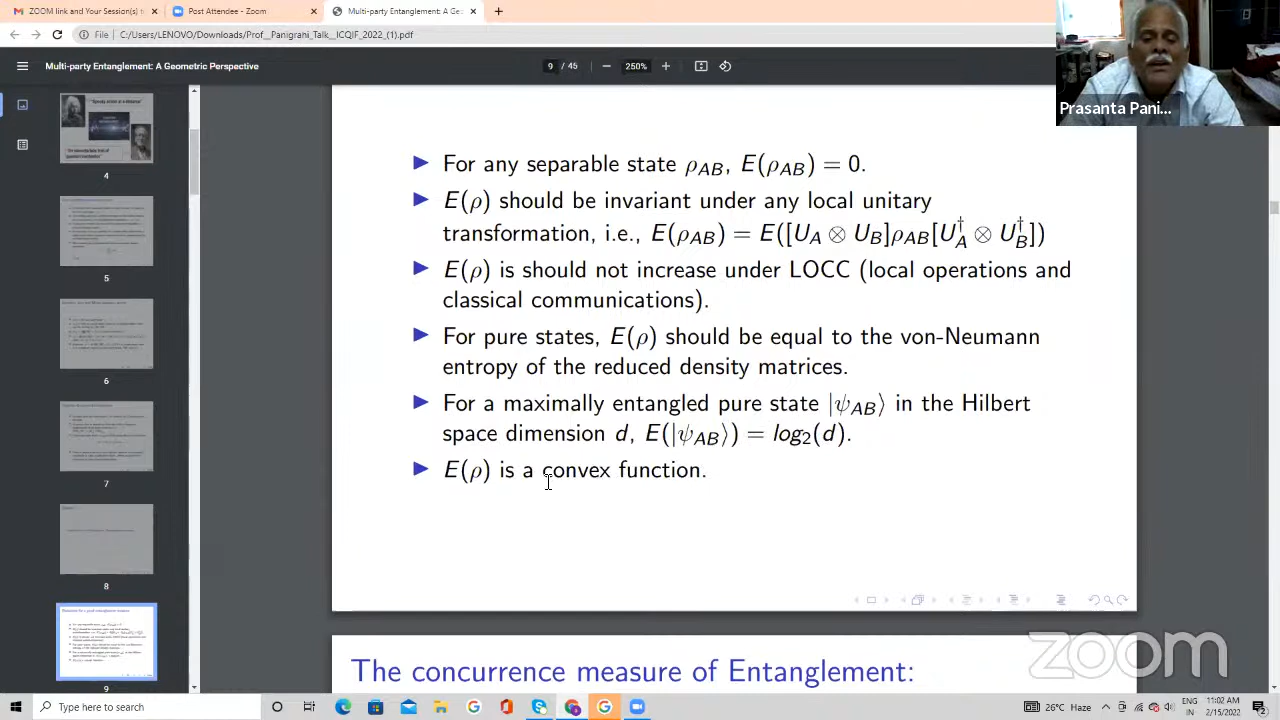 ZOOM link and Your Session(s) t
Post Attendee - Zoom
Multi-party Entanglement: A Ge
File
C:/Users/LENOVO/Downloads/Prof__Panigrahi_Talk__ICQC_2022_(1).pdf
Multi-party Entanglement: A Geometric Perspective
9 / 45
250%
Prasanta Pani...
4
5
6
7
8
9
► For any separable state ρAB, E(ρAB) = 0.
► E(ρ) should be invariant under any local unitary
transformation, i.e., E(ρAB) = E([UA ⊗ UB]ρAB[U†A ⊗ U†B])
► E(ρ) is should not increase under LOCC (local operations and
classical communications).
► For pure states, E(ρ) should be equal to the von-Neumann
entropy of the reduced density matrices.
► For a maximally entangled pure state |ψAB⟩ in the Hilbert
space dimension d, E(|ψAB⟩) = log2(d).
► E(ρ) is a convex function.
The concurrence measure of Entanglement:
zoom
Type here to search
26°C Haze
IN
11:02 AM
2/15/2022
2